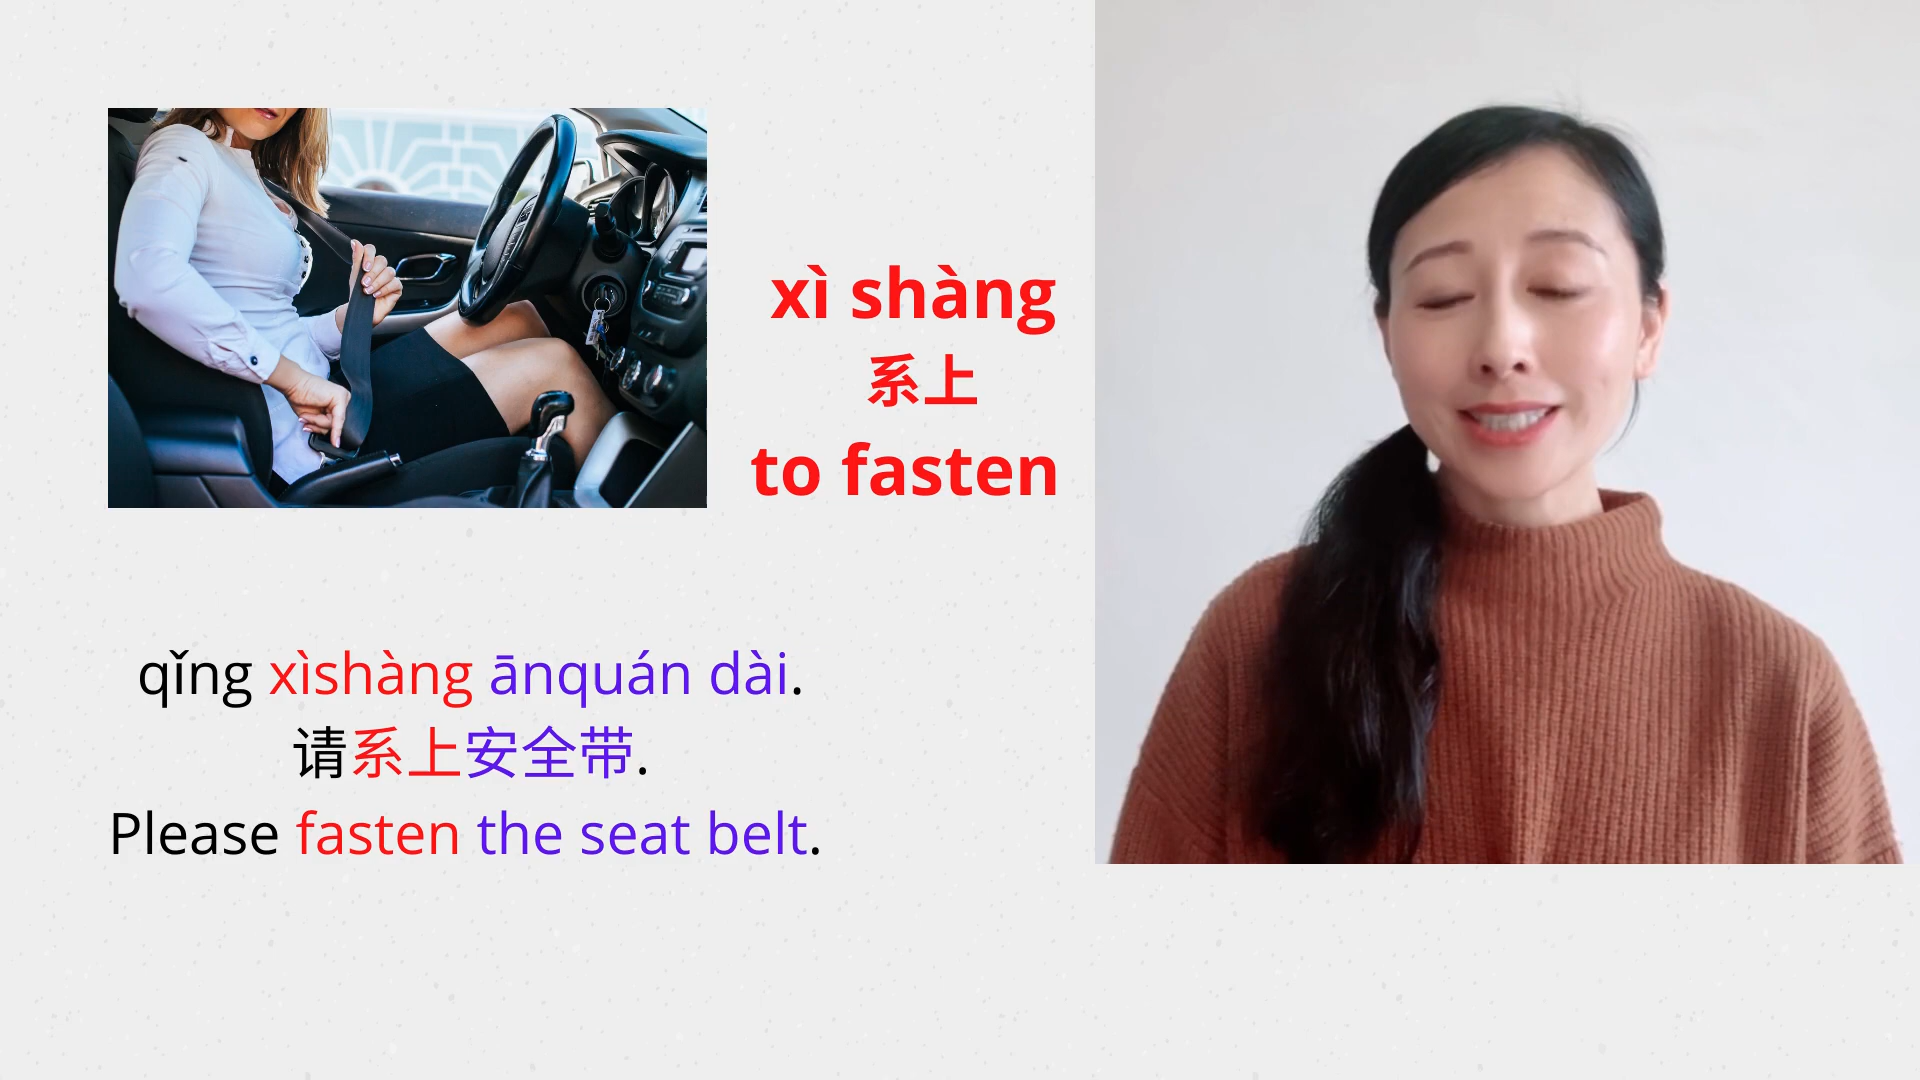 xì shàng
系上
to fasten
qǐng xìshàng ānquán dài.
请系上安全带.
Please fasten the seat belt.